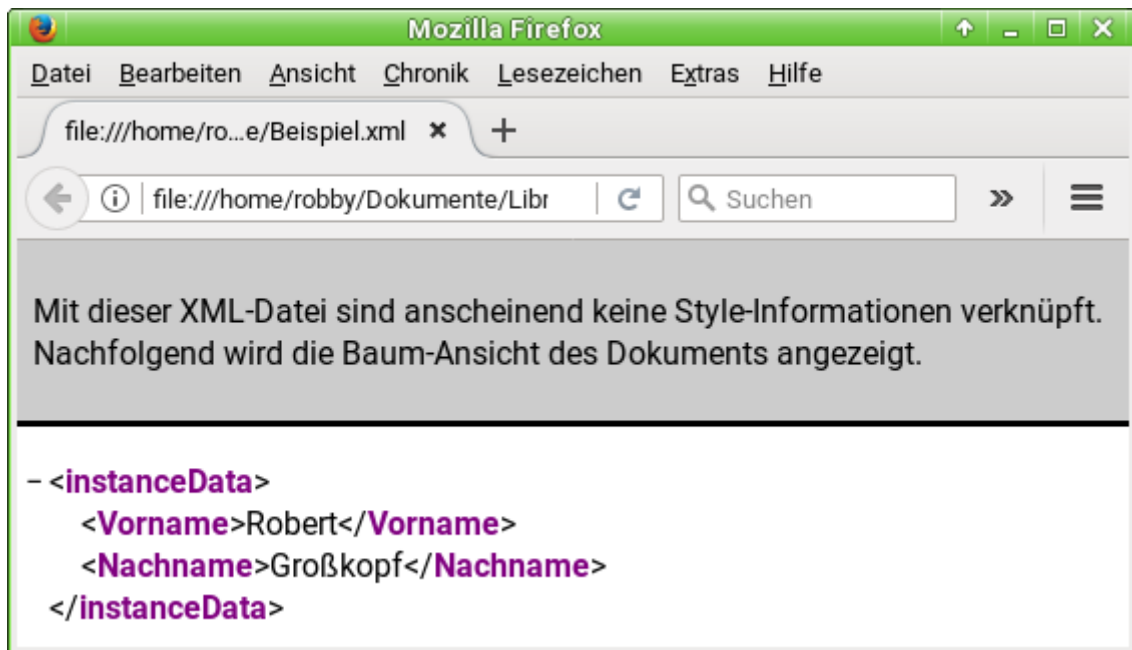 Mozilla Firefox
Datei Bearbeiten Ansicht Chronik Lesezeichen Extras Hilfe
file:///home/ro...e/Beispiel.xml
file:///home/robby/Dokumente/Libr Suchen
Mit dieser XML-Datei sind anscheinend keine Style-Informationen verknüpft.
Nachfolgend wird die Baum-Ansicht des Dokuments angezeigt.
– <instanceData>
<Vorname>Robert</Vorname>
<Nachname>Großkopf</Nachname>
</instanceData>